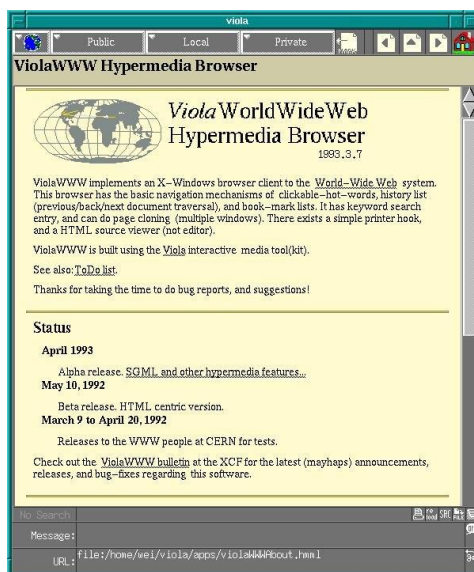 viola
Public Local Private
ViolaWWW Hypermedia Browser
Viola WorldWideWeb
Hypermedia Browser
1993.3.7
ViolaWWW implements an X-Windows browser client to the World-Wide Web system.
This browser has the basic navigation mechanisms of clickable-hot-words, history list
(previous/back/next document traversal), and book-mark lists. It has keyword search
entry, and can do page cloning (multiple windows). There exists a simple printer hook,
and a HTML source viewer (not editor).
ViolaWWW is built using the Viola interactive media tool(kit).
See also: ToDo list.
Thanks for taking the time to do bug reports, and suggestions!
Status
April 1993
Alpha release. SGML and other hypermedia features...
May 10, 1992
Beta release. HTML centric version.
March 9 to April 20, 1992
Releases to the WWW people at CERN for tests.
Check out the ViolaWWW bulletin at the XCF for the latest (mayhaps) announcements,
releases, and bug-fixes regarding this software.
No Search SRC
Message:
URL: file:/home/wei/viola/apps/violaWWWAbout.hmml